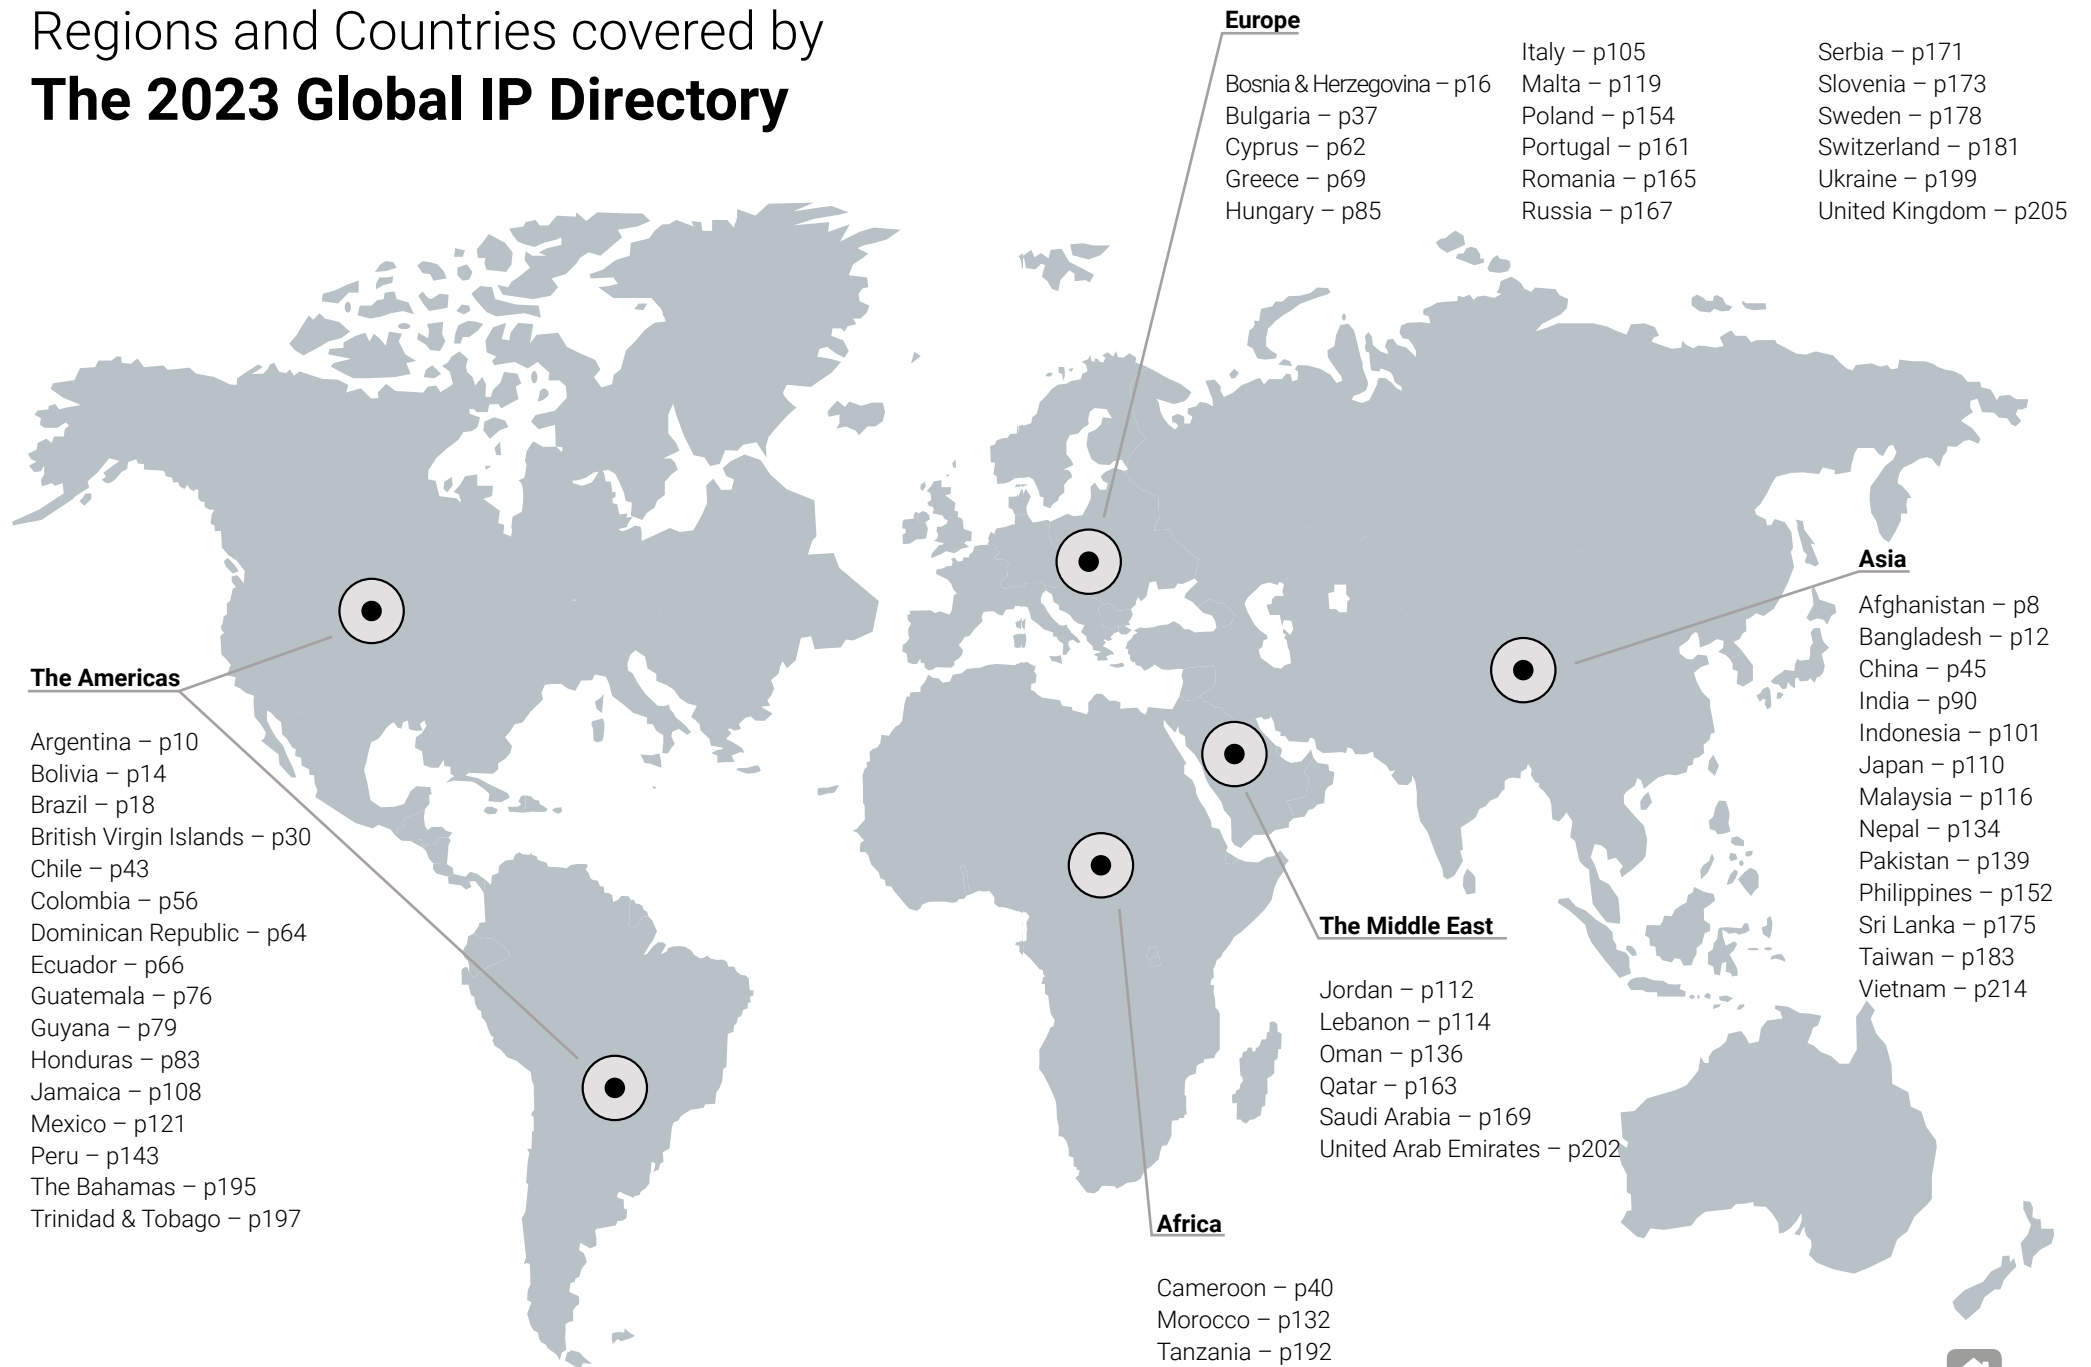 Regions and Countries covered by
The 2023 Global IP Directory
Europe
Bosnia & Herzegovina – p16
Bulgaria – p37
Cyprus – p62
Greece – p69
Hungary – p85
Italy – p105
Malta – p119
Poland – p154
Portugal – p161
Romania – p165
Russia – p167
Serbia – p171
Slovenia – p173
Sweden – p178
Switzerland – p181
Ukraine – p199
United Kingdom – p205
The Americas
Argentina – p10
Bolivia – p14
Brazil – p18
British Virgin Islands – p30
Chile – p43
Colombia – p56
Dominican Republic – p64
Ecuador – p66
Guatemala – p76
Guyana – p79
Honduras – p83
Jamaica – p108
Mexico – p121
Peru – p143
The Bahamas – p195
Trinidad & Tobago – p197
Asia
Afghanistan – p8
Bangladesh – p12
China – p45
India – p90
Indonesia – p101
Japan – p110
Malaysia – p116
Nepal – p134
Pakistan – p139
Philippines – p152
Sri Lanka – p175
Taiwan – p183
Vietnam – p214
The Middle East
Jordan – p112
Lebanon – p114
Oman – p136
Qatar – p163
Saudi Arabia – p169
United Arab Emirates – p202
Africa
Cameroon – p40
Morocco – p132
Tanzania – p192